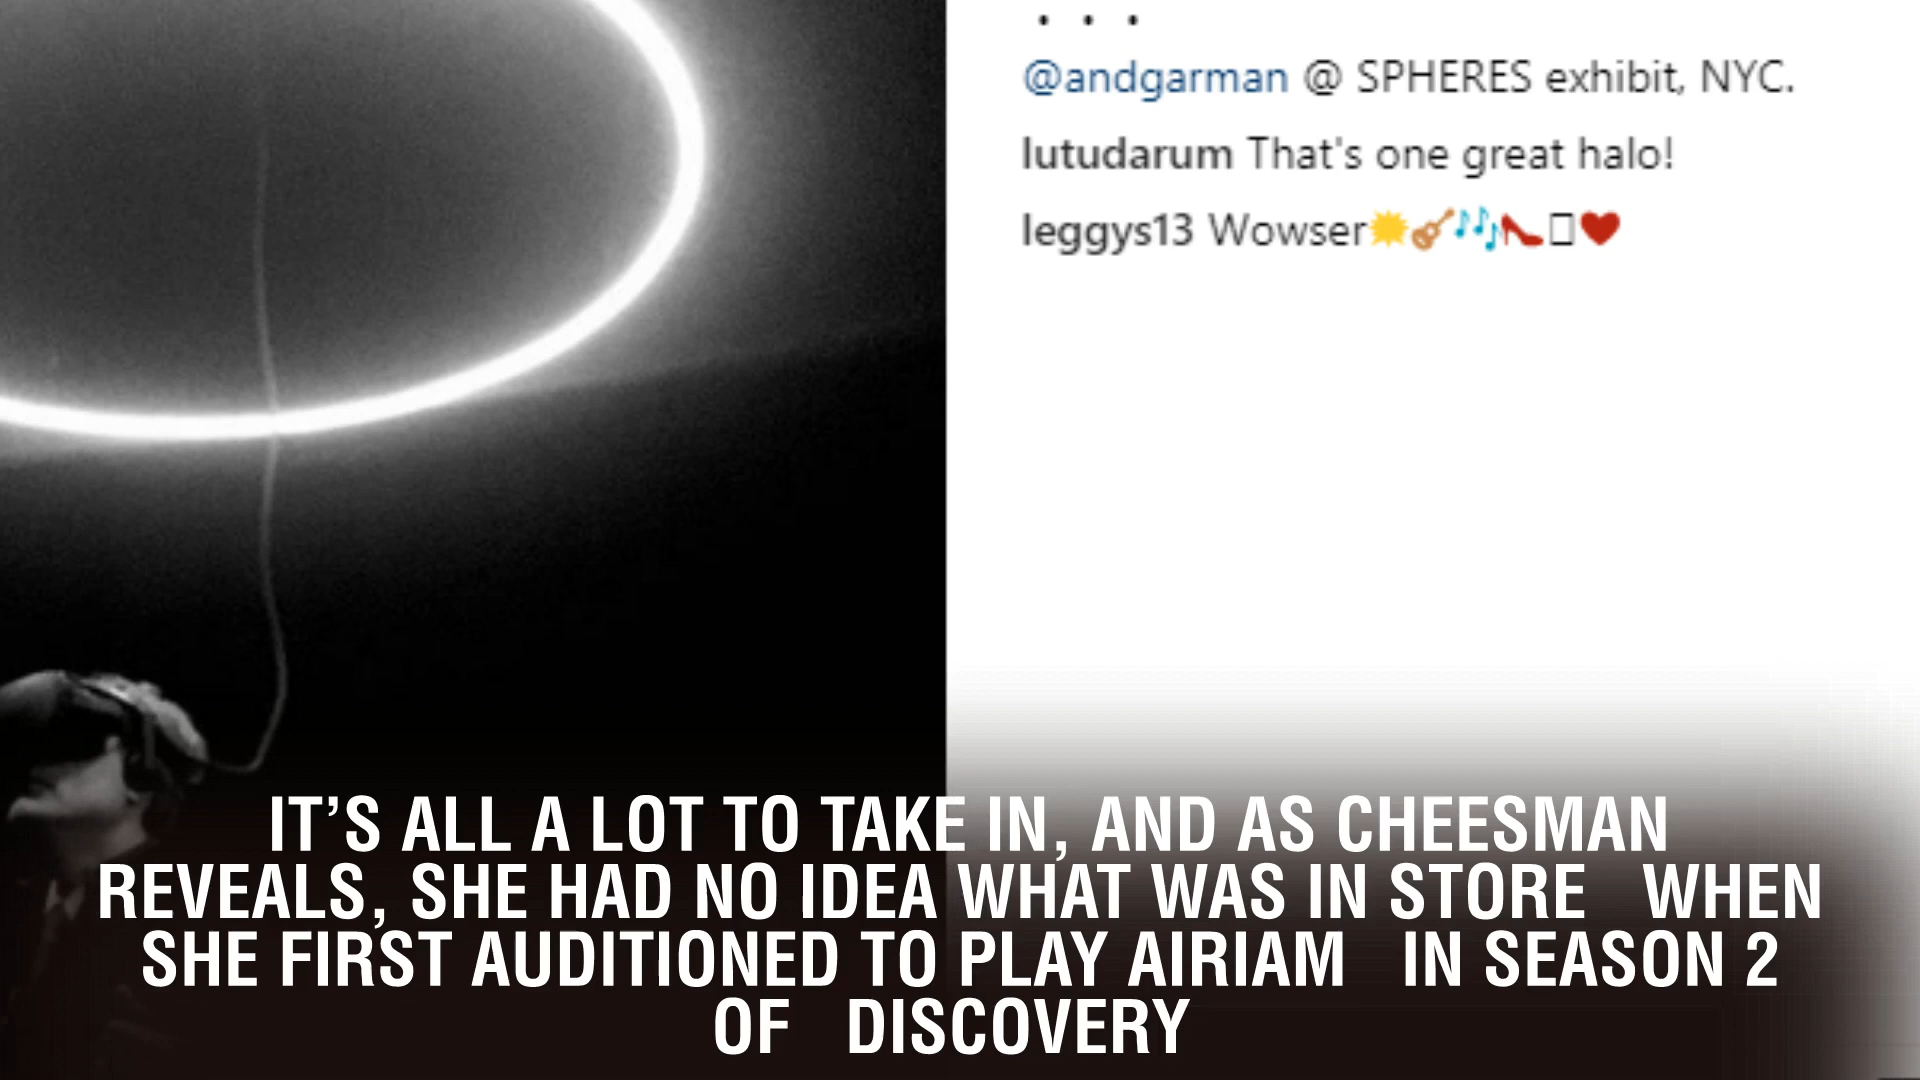 • • •
@andgarman @ SPHERES exhibit, NYC.
lutudarum That's one great halo!
leggys13 Wowser☀🎸🎶👠▯❤
IT’S ALL A LOT TO TAKE IN, AND AS CHEESMAN
REVEALS, SHE HAD NO IDEA WHAT WAS IN STORE WHEN
SHE FIRST AUDITIONED TO PLAY AIRIAM IN SEASON 2
OF DISCOVERY